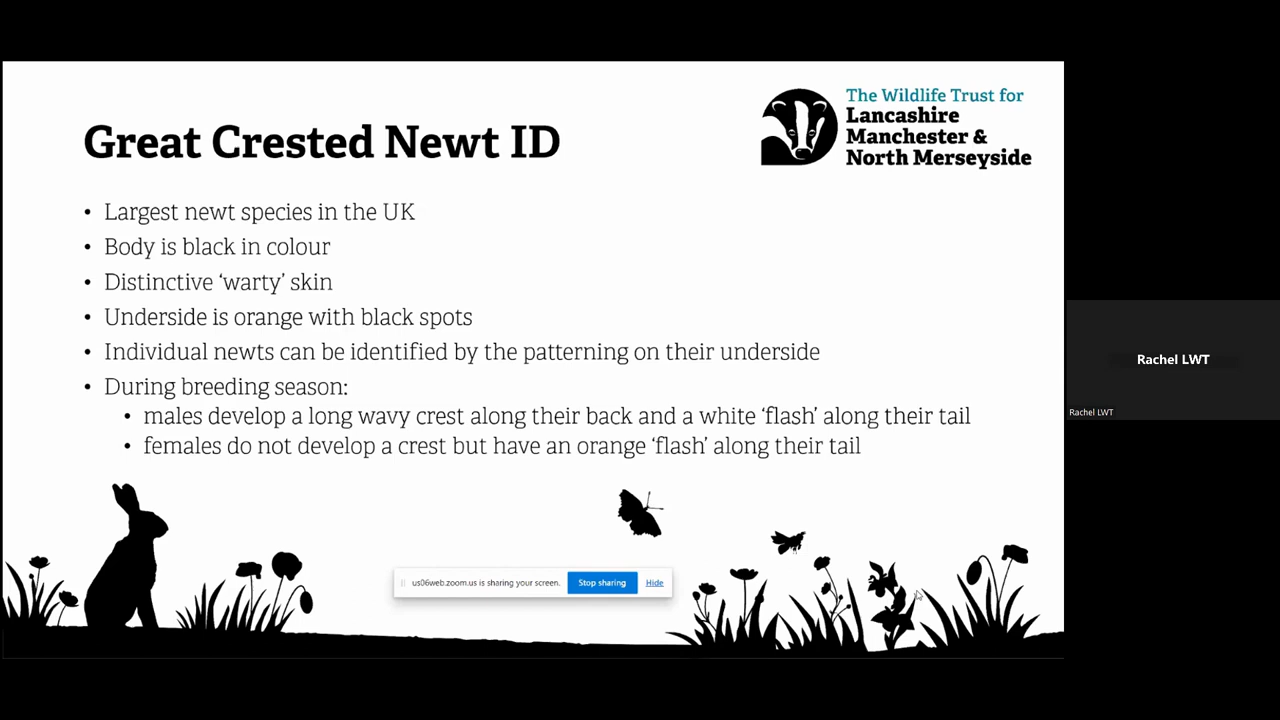 The Wildlife Trust for
Lancashire
Manchester &
North Merseyside
Great Crested Newt ID
• Largest newt species in the UK
• Body is black in colour
• Distinctive ‘warty’ skin
• Underside is orange with black spots
• Individual newts can be identified by the patterning on their underside
• During breeding season:
• males develop a long wavy crest along their back and a white ‘flash’ along their tail
• females do not develop a crest but have an orange ‘flash’ along their tail
us06web.zoom.us is sharing your screen. Stop sharing Hide
Rachel LWT
Rachel LWT